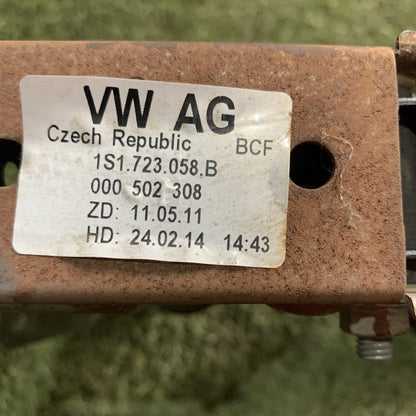 VW AG
Czech Republic BCF
1S1.723.058.B
000 502 308
ZD: 11.05.11
HD: 24.02.14 14:43